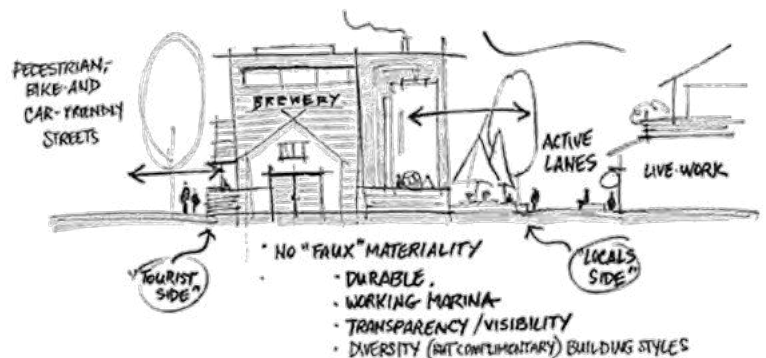 PEDESTRIAN,
BIKE AND
CAR-FRIENDLY
STREETS
BREWERY
ACTIVE
LANES
LIVE-WORK
"TOURIST
SIDE"
"LOCALS
SIDE"
· NO "FAUX" MATERIALITY
· DURABLE,
· WORKING MARINA
· TRANSPARENCY / VISIBILITY
· DIVERSITY (BUT COMPLIMENTARY) BUILDING STYLES